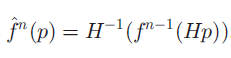 f̂ⁿ(p) = H⁻¹(fⁿ⁻¹(Hp))